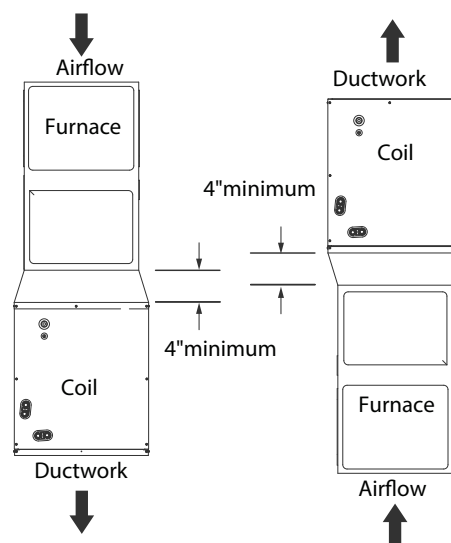 Airflow
Furnace
4"minimum
Coil
Ductwork
Ductwork
Coil
4"minimum
Furnace
Airflow